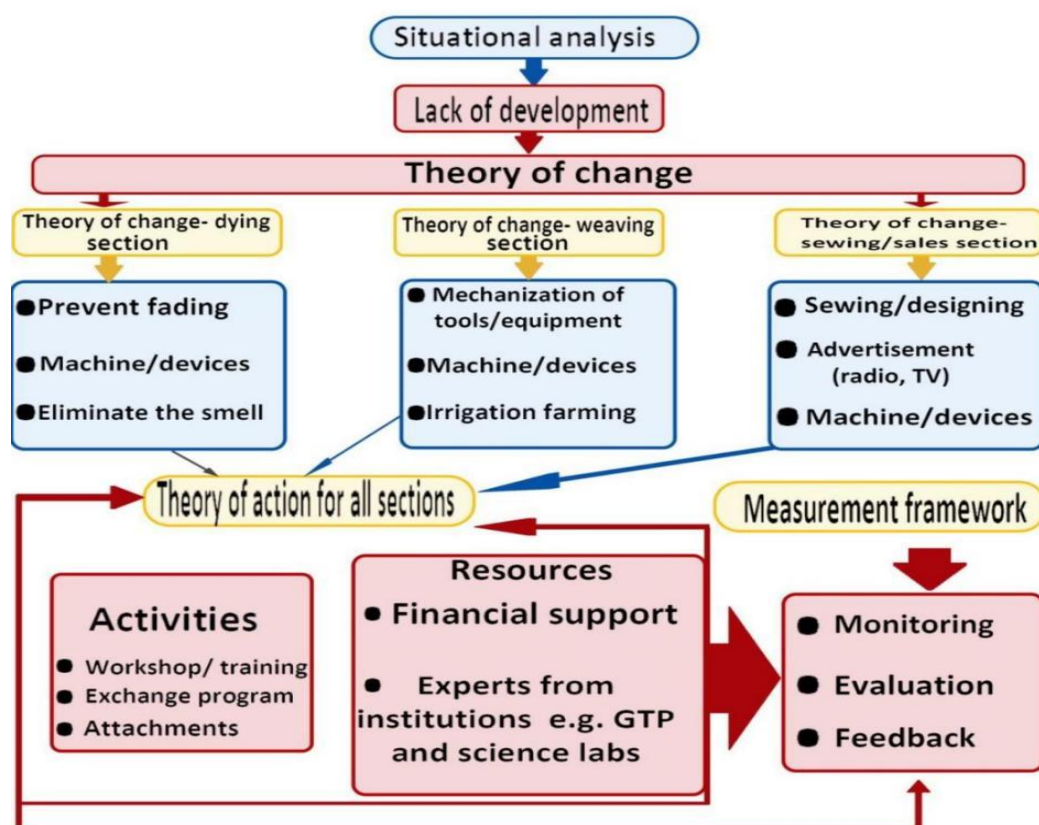 Situational analysis
Lack of development
Theory of change
Theory of change- dying
section
Theory of change- weaving
section
Theory of change-
sewing/sales section
● Prevent fading
● Machine/devices
● Eliminate the smell
● Mechanization of
tools/equipment
● Machine/devices
● Irrigation farming
● Sewing/designing
● Advertisement
(radio, TV)
● Machine/devices
Theory of action for all sections
Measurement framework
Activities
● Workshop/ training
● Exchange program
● Attachments
Resources
● Financial support
● Experts from
institutions e.g. GTP
and science labs
● Monitoring
● Evaluation
● Feedback